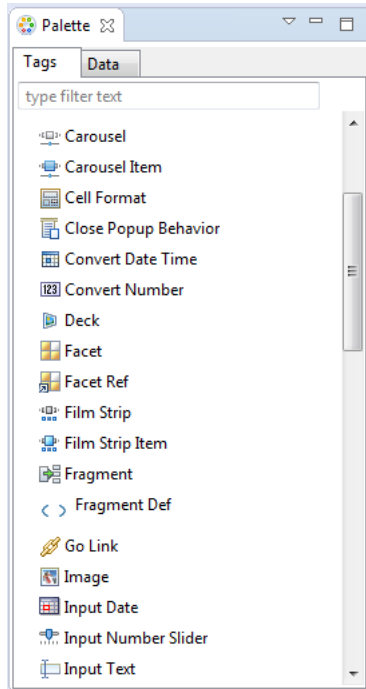 Palette
Tags Data
type filter text
Carousel
Carousel Item
Cell Format
Close Popup Behavior
Convert Date Time
123 Convert Number
Deck
Facet
Facet Ref
Film Strip
Film Strip Item
Fragment
Fragment Def
Go Link
Image
Input Date
Input Number Slider
Input Text